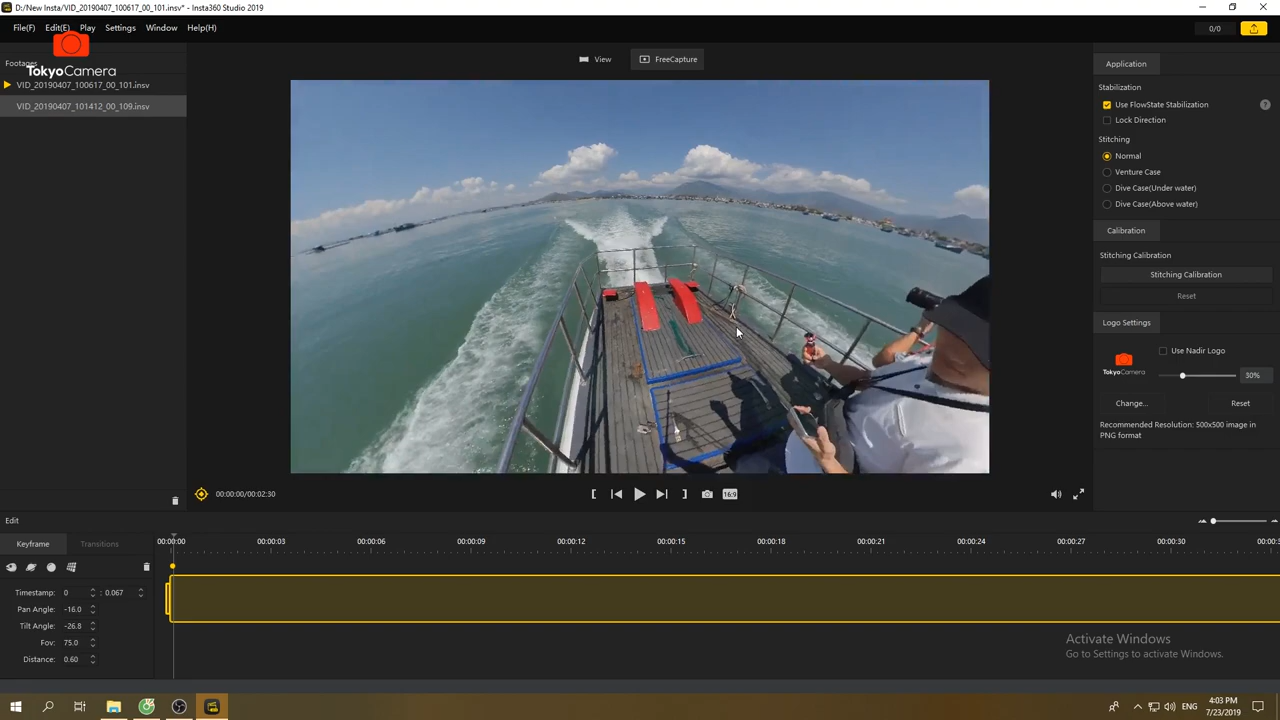 D:/New Insta/VID_20190407_100617_00_101.insv* - Insta360 Studio 2019
File(F) Edit(E) Play Settings Window Help(H)
0/0
Footages
TokyoCamera
VID_20190407_100617_00_101.insv
VID_20190407_101412_00_109.insv
View FreeCapture
Application
Stabilization
Use FlowState Stabilization ?
Lock Direction
Stitching
Normal
Venture Case
Dive Case(Under water)
Dive Case(Above water)
Calibration
Stitching Calibration
Stitching Calibration
Reset
Logo Settings
Use Nadir Logo
TokyoCamera
30%
Change... Reset
Recommended Resolution: 500x500 image in
PNG format
00:00:00/00:02:30
16:9
Edit
Keyframe Transitions
00:00:00 00:00:03 00:00:06 00:00:09 00:00:12 00:00:15 00:00:18 00:00:21 00:00:24 00:00:27 00:00:30
Timestamp: 0 : 0.067
Pan Angle: -16.0
Tilt Angle: -26.8
Fov: 75.0
Distance: 0.60
Activate Windows
Go to Settings to activate Windows.
ENG
4:03 PM
7/23/2019